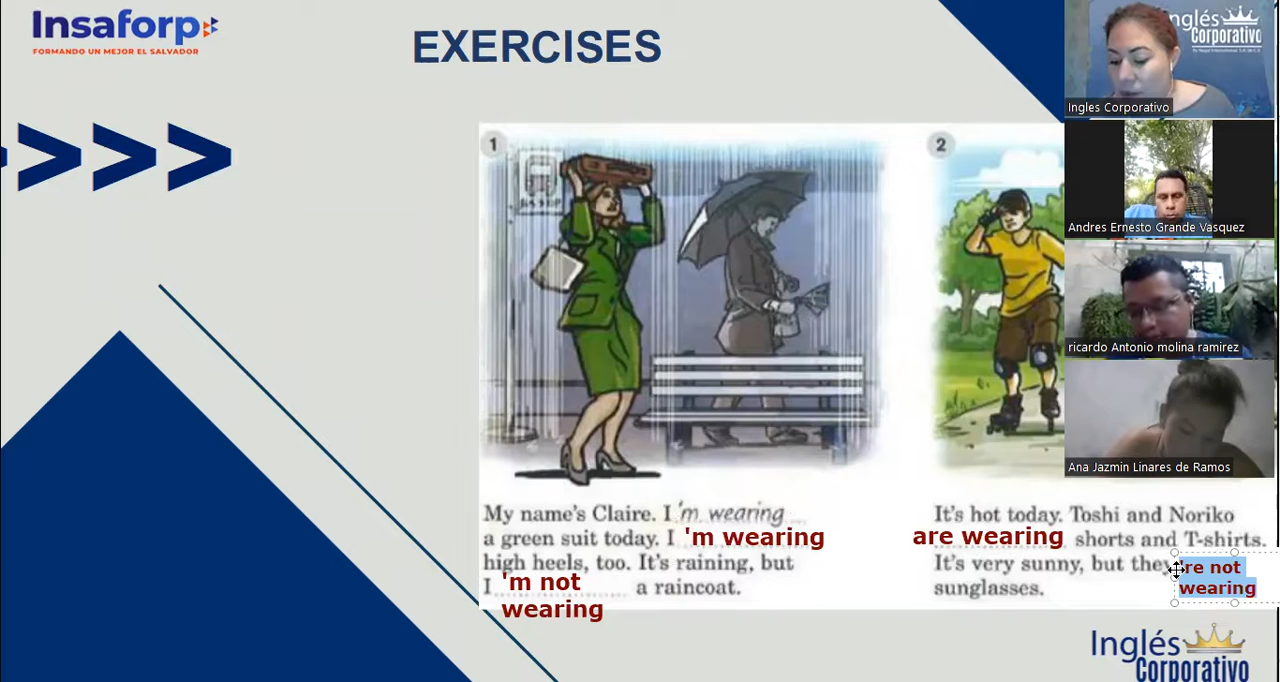 Insaforp
FORMANDO UN MEJOR EL SALVADOR
EXERCISES
Inglés
Corporativo
Ingles Corporativo
Andres Ernesto Grande Vasquez
ricardo Antonio molina ramirez
Ana Jazmin Linares de Ramos
1
My name's Claire. I 'm wearing
a green suit today. I 'm wearing
high heels, too. It's raining, but
I 'm not wearing a raincoat.
2
It's hot today. Toshi and Noriko
are wearing shorts and T-shirts.
It's very sunny, but they
re not
wearing
sunglasses.
Inglés
Corporativo